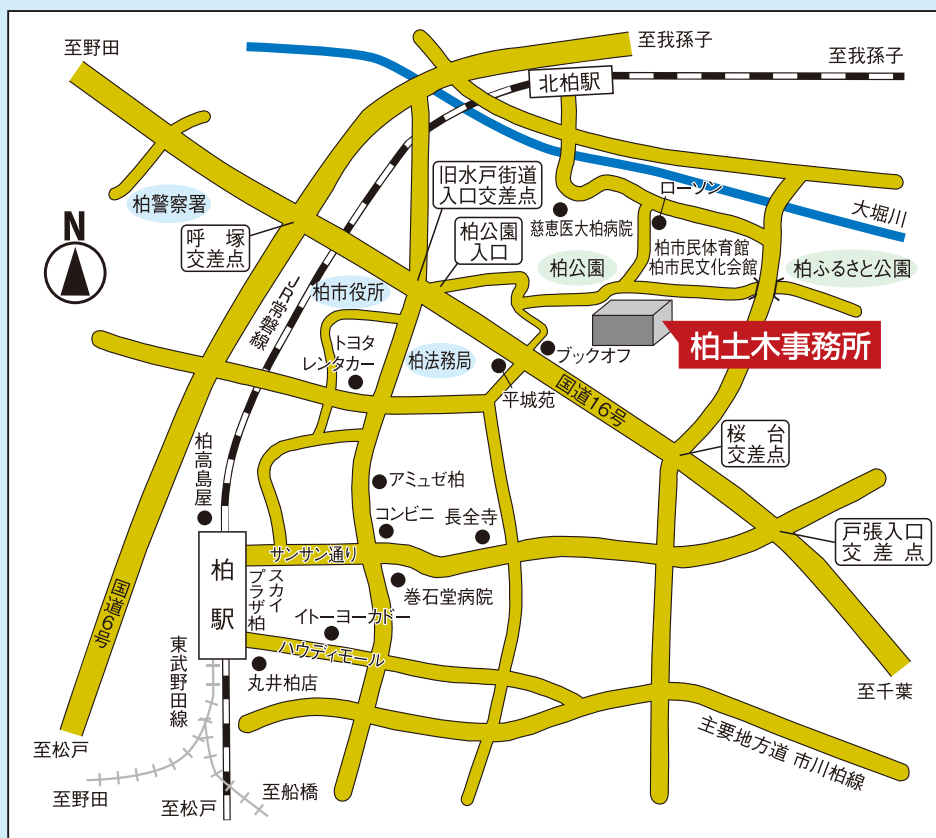 至野田
至我孫子
至我孫子
北柏駅
旧水戸街道
入口交差点
ローソン
柏警察署
大堀川
N
呼塚
交差点
柏公園
入口
慈恵医大柏病院
柏市民体育館
柏市民文化会館
柏公園
柏ふるさと公園
JR常磐線
柏市役所
トヨタ
レンタカー
柏法務局
ブックオフ
柏土木事務所
平城苑
国道16号
桜台
交差点
柏高島屋
アミュゼ柏
コンビニ
長全寺
戸張入口
交差点
サンサン通り
柏駅
スカイ
プラザ柏
巻石堂病院
国道6号
イトーヨーカドー
ハウディモール
東武野田線
丸井柏店
至千葉
主要地方道 市川柏線
至松戸
至野田
至松戸
至船橋